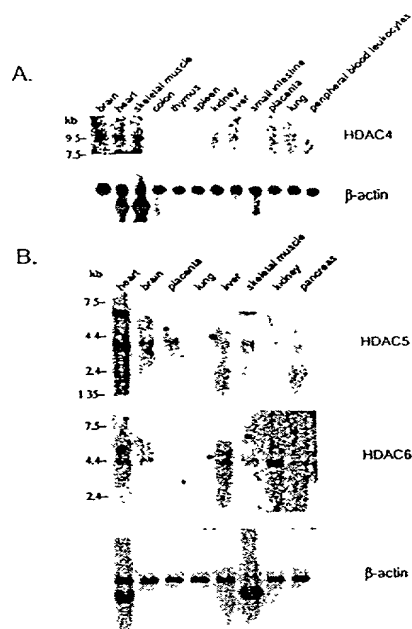 A.
brain
heart
skeletal muscle
colon
thymus
spleen
kidney
liver
small intestine
placenta
lung
peripheral blood leukocytes
kb
9.5-
7.5-
HDAC4
β-actin
B.
kb
heart
brain
placenta
lung
liver
skeletal muscle
kidney
pancreas
7.5-
4.4-
2.4-
1.35-
HDAC5
7.5-
4.4-
2.4-
HDAC6
β-actin